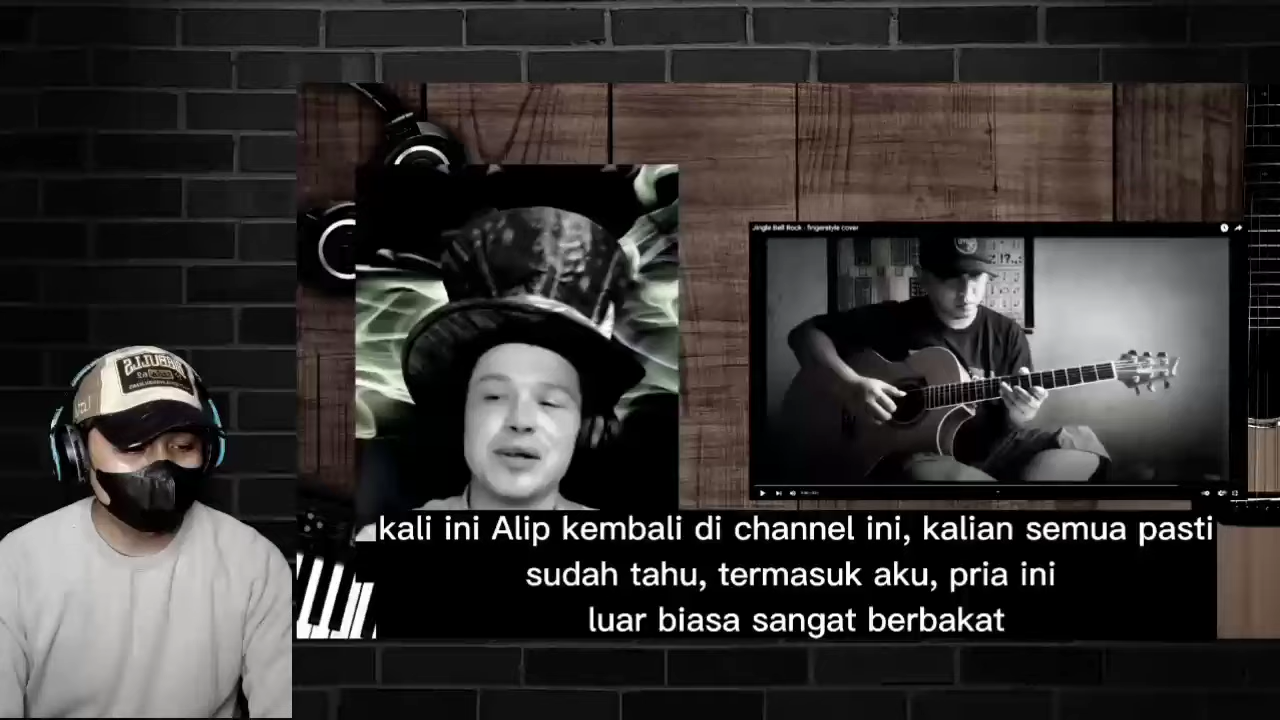 Jingle Bell Rock - fingerstyle cover
kali ini Alip kembali di channel ini, kalian semua pasti
sudah tahu, termasuk aku, pria ini
luar biasa sangat berbakat